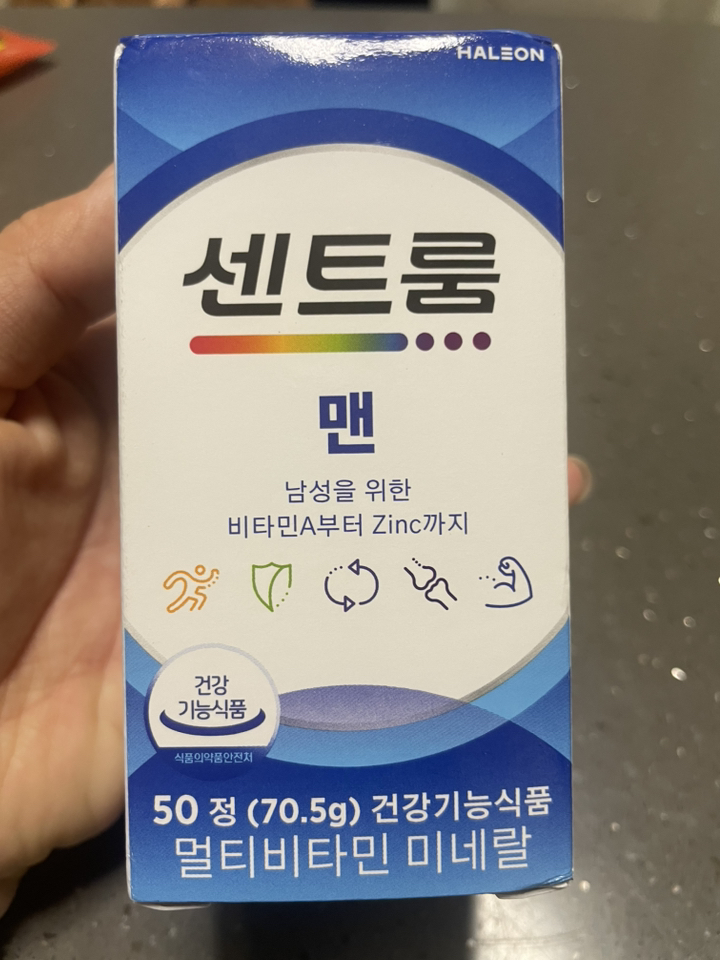 HALEON
센트룸
맨
남성을 위한
비타민A부터 Zinc까지
건강
기능식품
식품의약품안전처
50 정 (70.5g) 건강기능식품
멀티비타민 미네랄